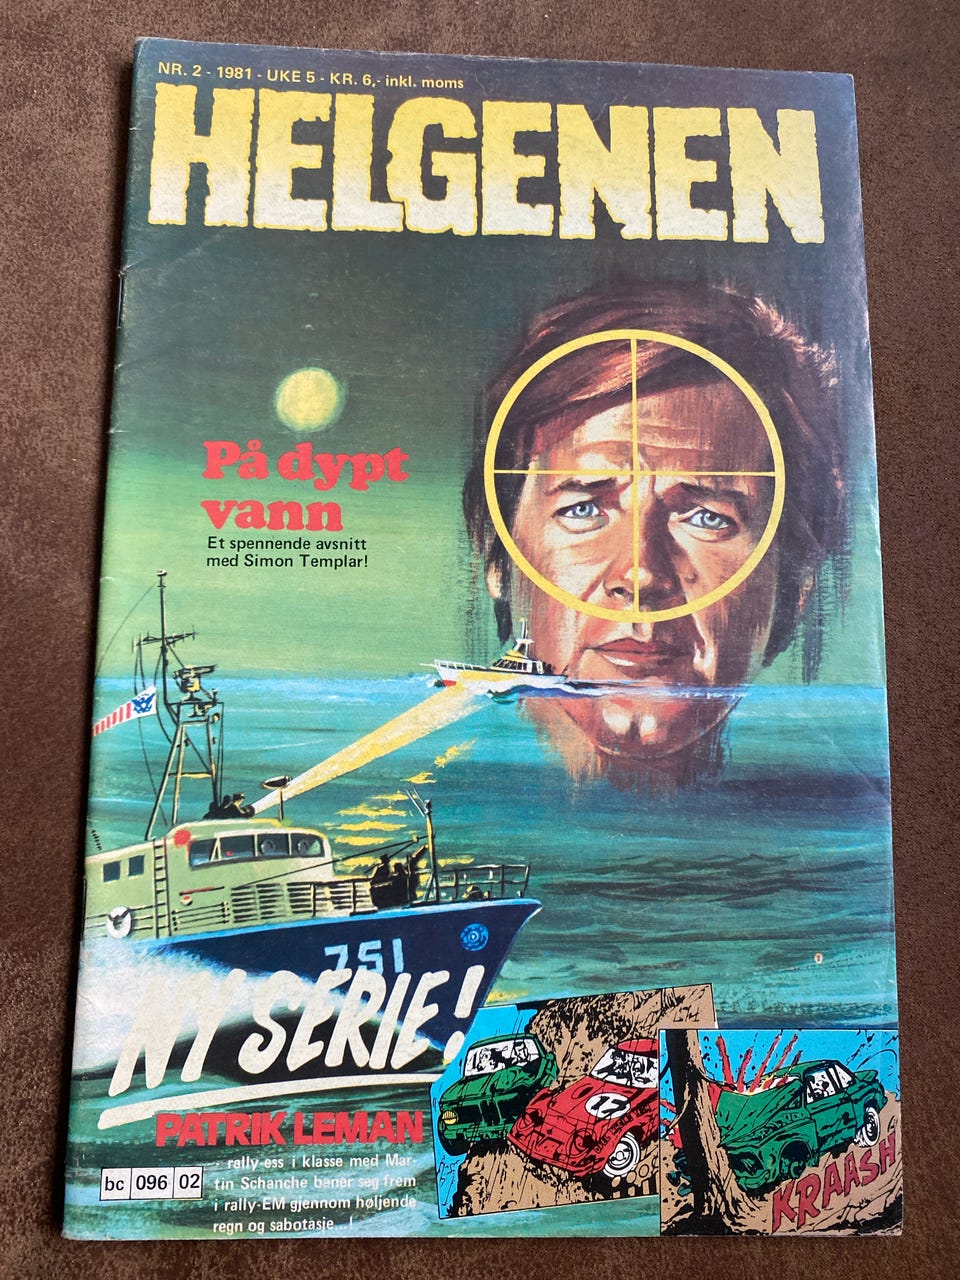 NR. 2 - 1981 - UKE 5 - KR. 6,- inkl. moms
HELGENEN
På dypt
vann
Et spennende avsnitt
med Simon Templar!
751
NY SERIE!
PATRIK LEMAN
- rally-ess i klasse med Mar-
tin Schanche baner seg frem
i rally-EM gjennom høljende
regn og sabotasje...!
bc 096 02
12
KRAASH